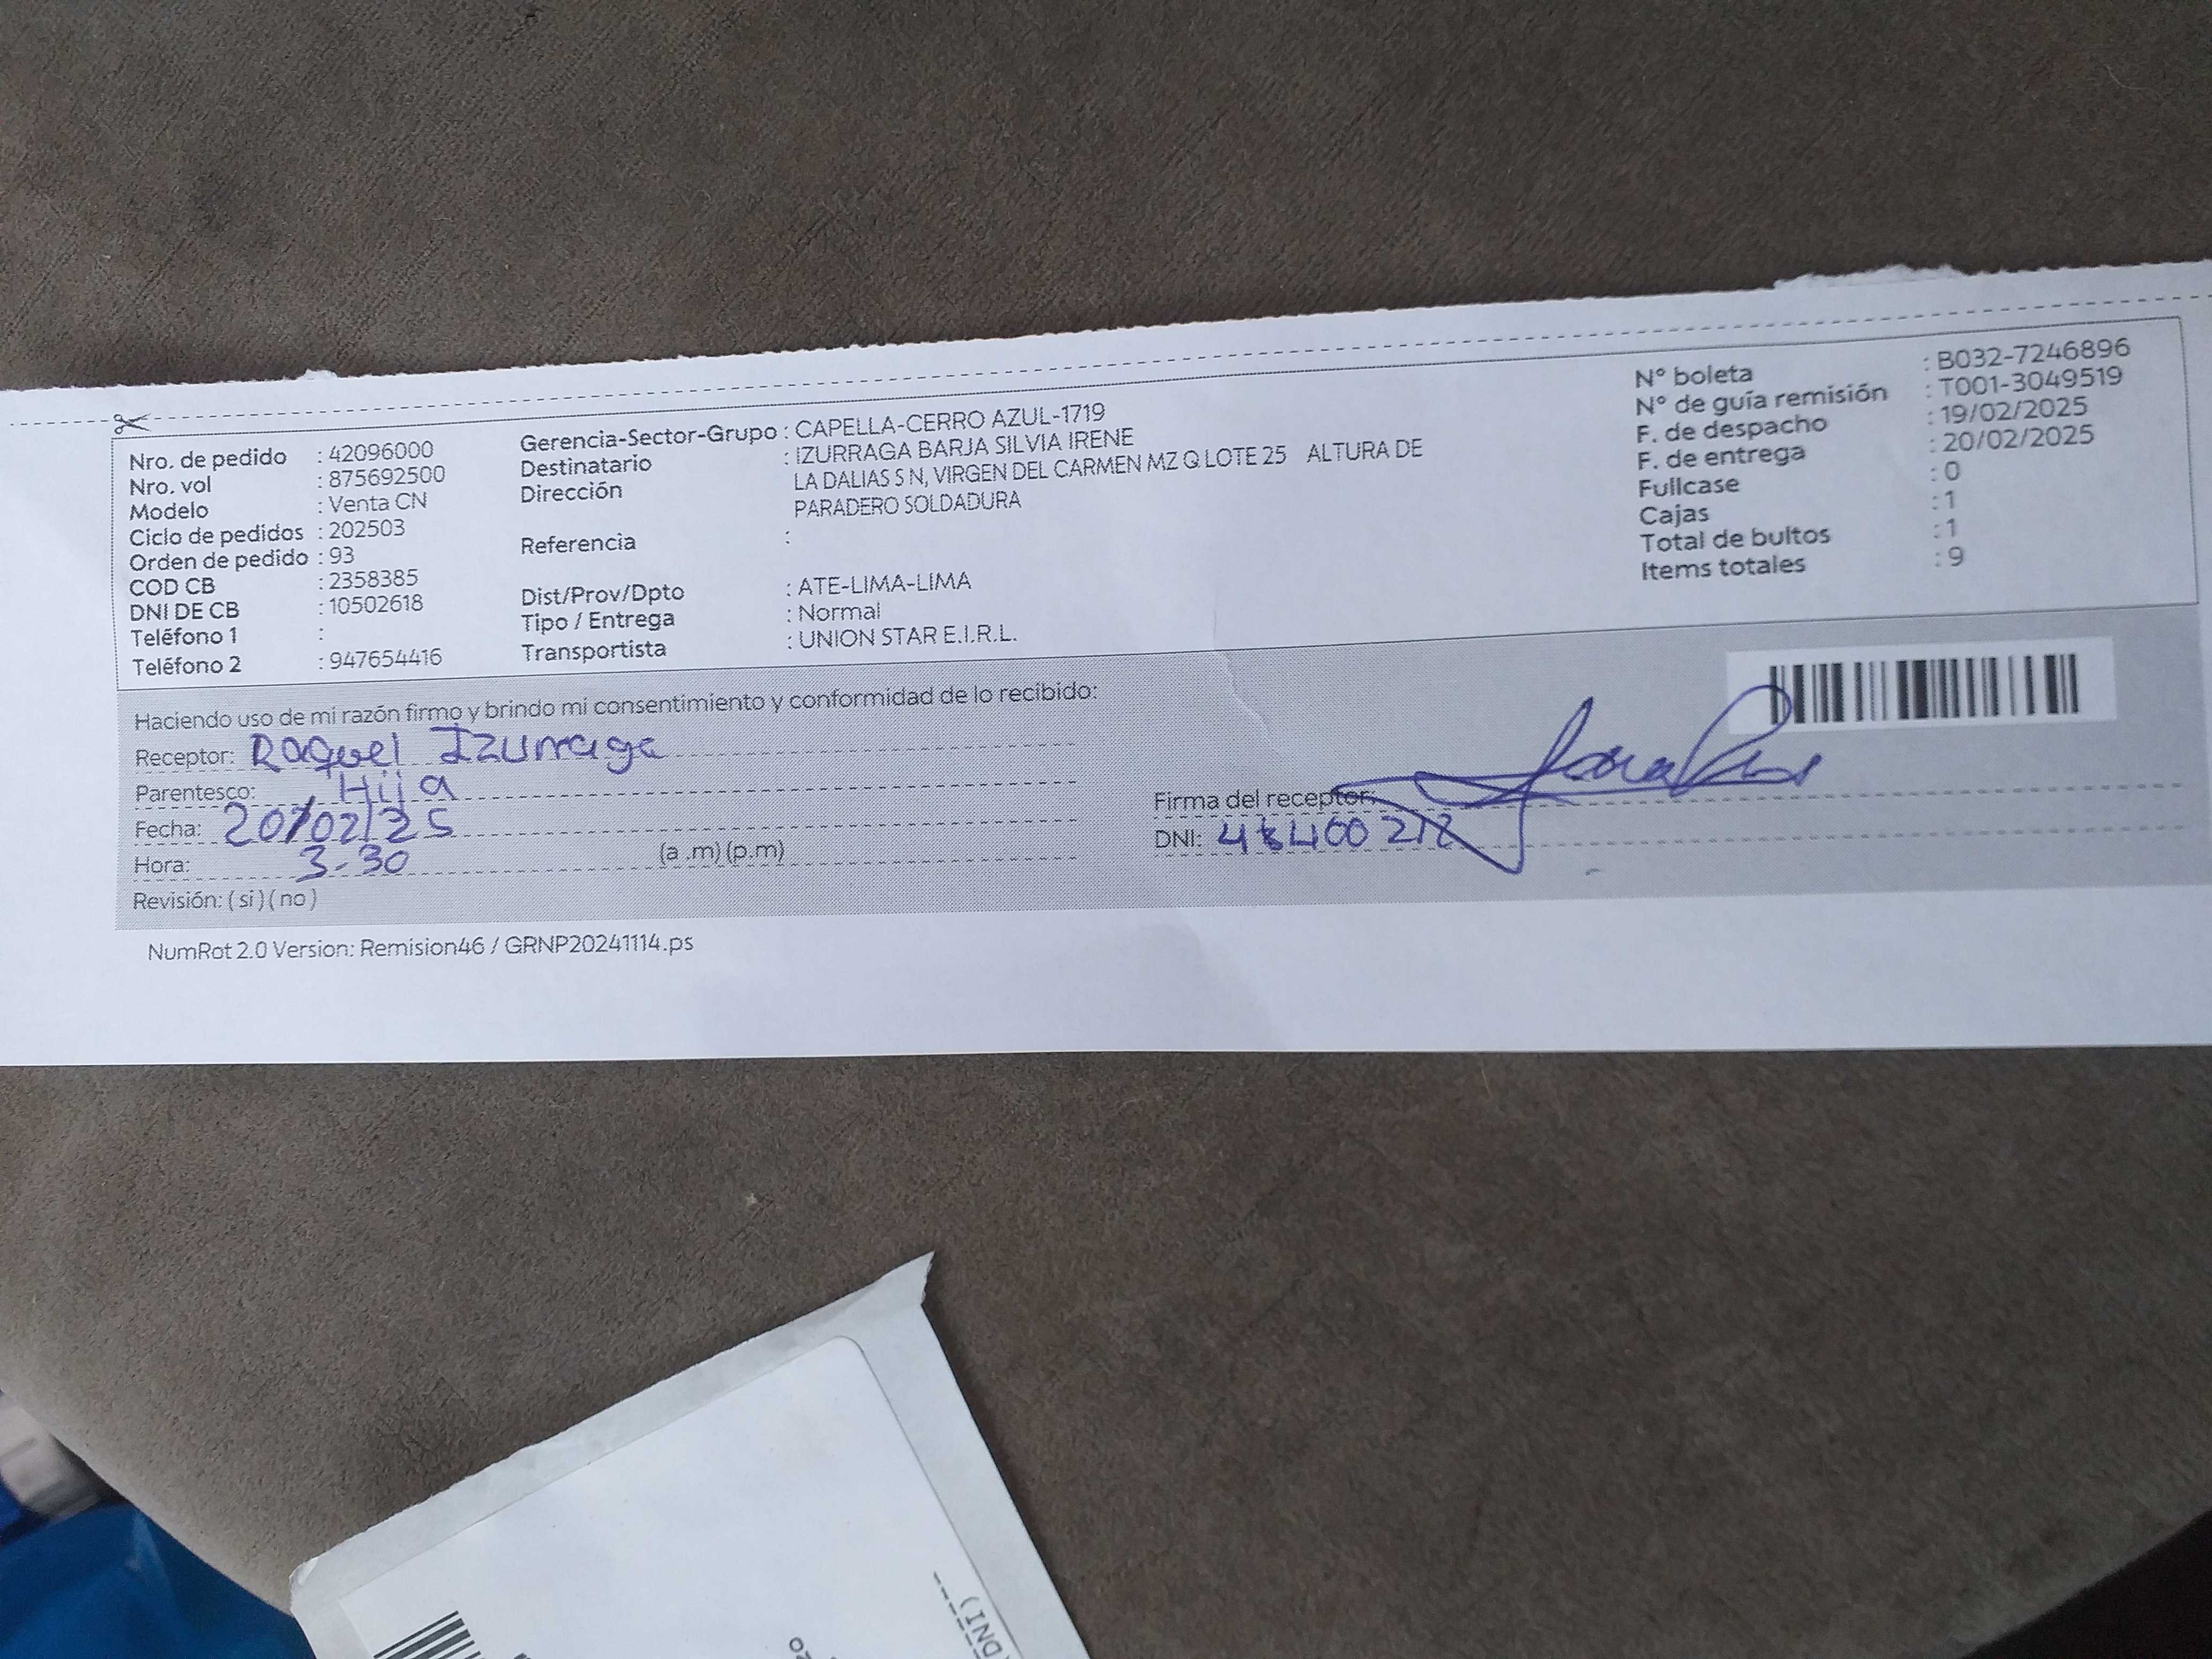 Nro. de pedido : 42096000
Nro. vol : 875692500
Modelo : Venta CN
Ciclo de pedidos : 202503
Orden de pedido : 93
COD CB : 2358385
DNI DE CB : 10502618
Teléfono 1 :
Teléfono 2 : 947654416
Gerencia-Sector-Grupo : CAPELLA-CERRO AZUL-1719
Destinatario : IZURRAGA BARJA SILVIA IRENE
Dirección LA DALIAS S N, VIRGEN DEL CARMEN MZ Q LOTE 25 ALTURA DE
PARADERO SOLDADURA
Referencia :
Dist/Prov/Dpto : ATE-LIMA-LIMA
Tipo / Entrega : Normal
Transportista : UNION STAR E.I.R.L.
N° boleta : B032-7246896
N° de guía remisión : T001-3049519
F. de despacho : 19/02/2025
F. de entrega : 20/02/2025
Fullcase : 0
Cajas : 1
Total de bultos : 1
Items totales : 9
Haciendo uso de mi razón firmo y brindo mi consentimiento y conformidad de lo recibido:
Receptor: Raquel Izurraga
Parentesco: Hija
Fecha: 20/02/25
Hora: 3-30 (a .m) (p.m)
Revisión: ( si ) ( no )
Firma del receptor:
DNI:
NumRot 2.0 Version: Remision46 / GRNP20241114.ps
DNI)